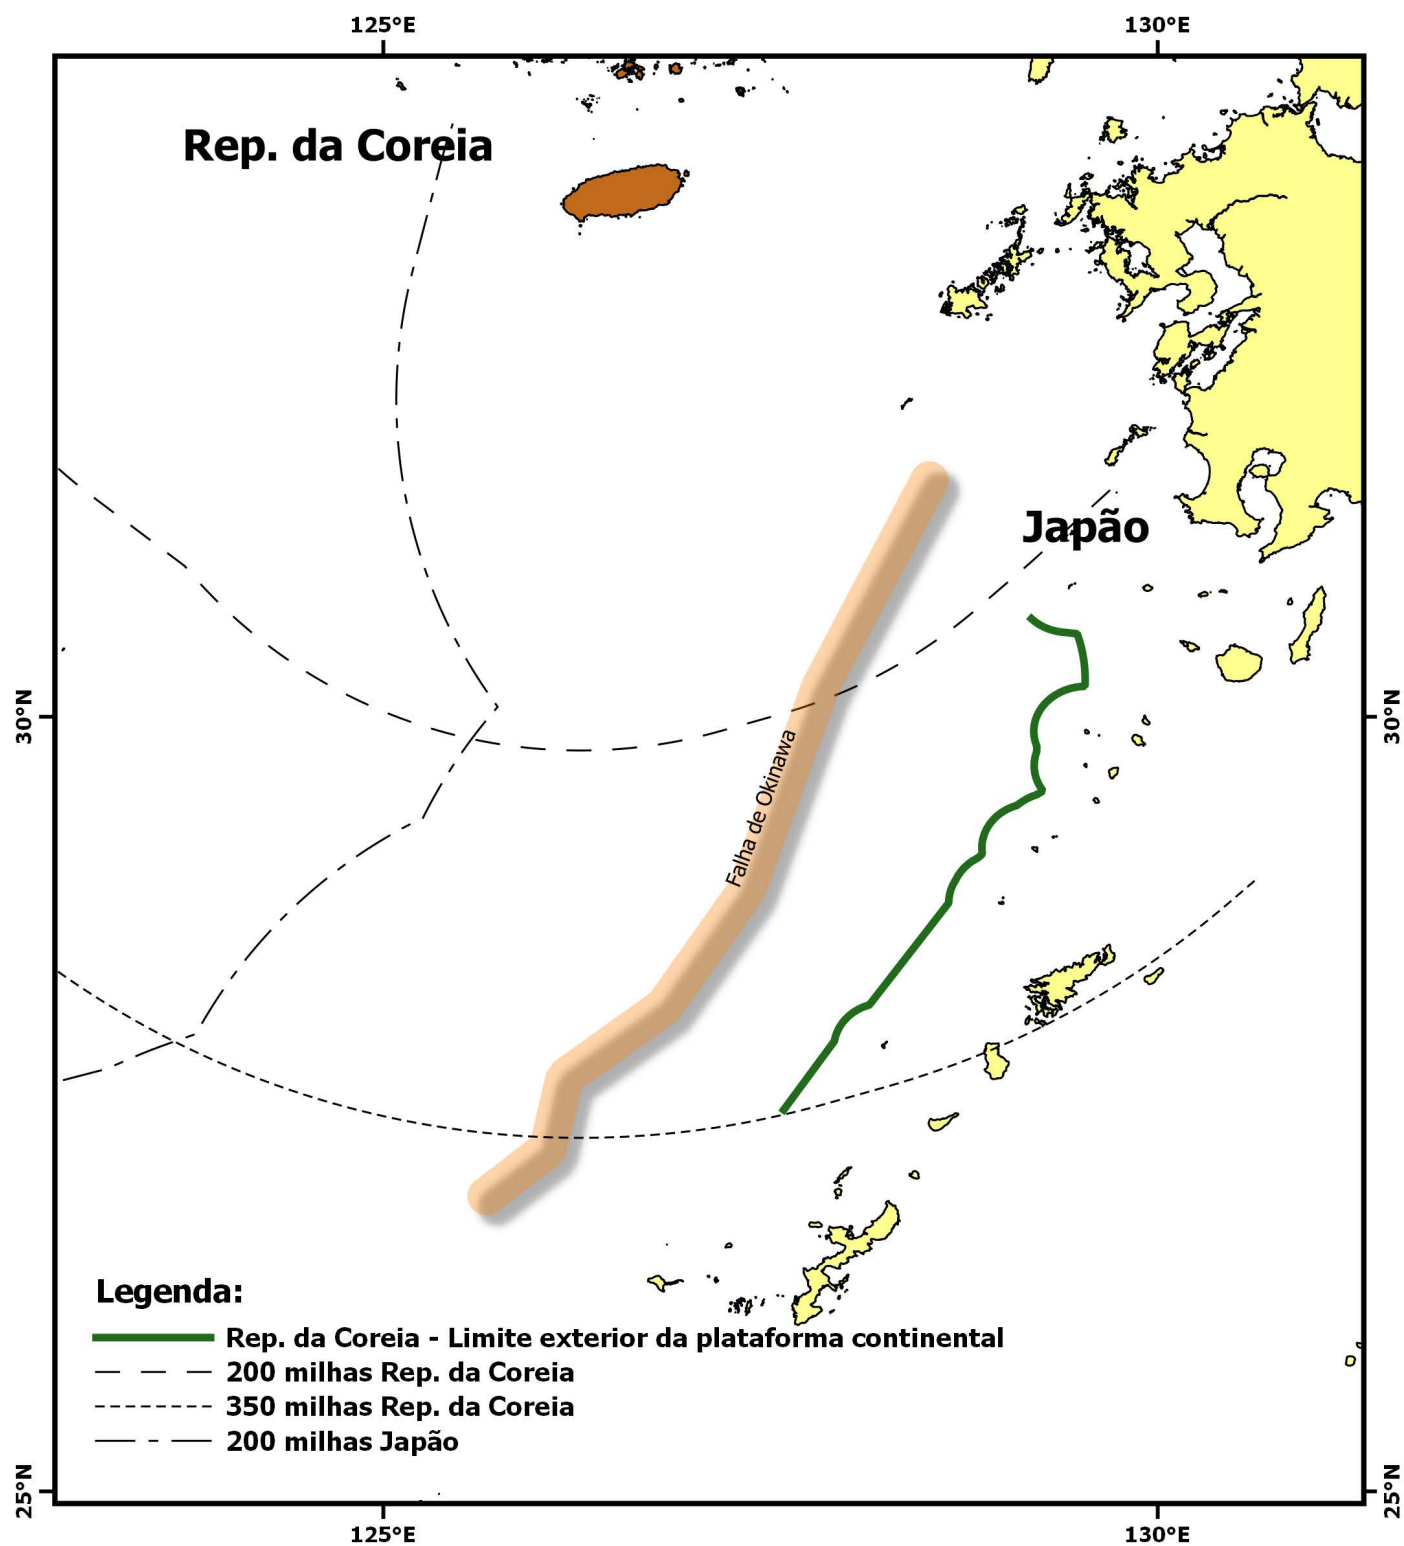 125°E
130°E
Rep. da Coreia
Japão
30°N
30°N
Falha de Okinawa
Legenda:
Rep. da Coreia - Limite exterior da plataforma continental
200 milhas Rep. da Coreia
350 milhas Rep. da Coreia
200 milhas Japão
25°N
25°N
125°E
130°E